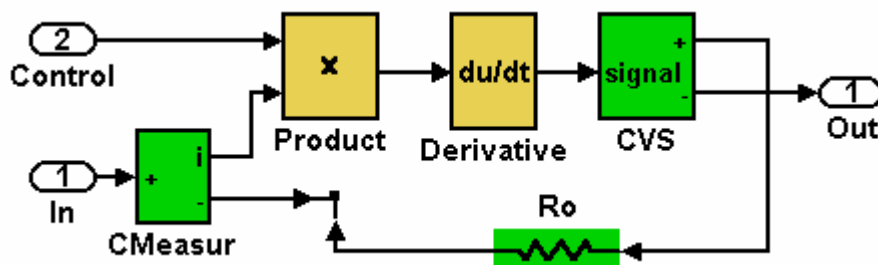 2
Control
x
Product
du/dt
Derivative
+
signal
-
CVS
1
Out
1
In
+
i
-
CMeasur
Ro